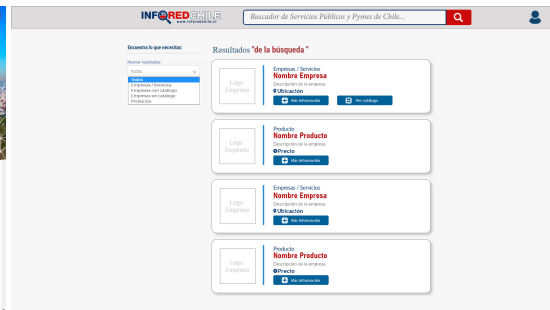 INFOREDCHILE
www.inforedchile.cl
Buscador de Servicios Públicos y Pymes de Chile...
Encuentra lo que necesitas:
Mostrar resultados:
Todos
Todos
Empresas / Servicios
Empresas con catálogo
Empresas sin catálogo
Productos
Resultados "de la búsqueda "
Logo
Empresa
Empresas / Servicios
Nombre Empresa
Descripción de la empresa
Ubicación
Más información
Ver catálogo
Logo
Empresa
Producto
Nombre Producto
Descripción de la empresa
Precio
Más información
Logo
Empresa
Empresas / Servicios
Nombre Empresa
Descripción de la empresa
Ubicación
Más información
Logo
Empresa
Producto
Nombre Producto
Descripción de la empresa
Precio
Más información